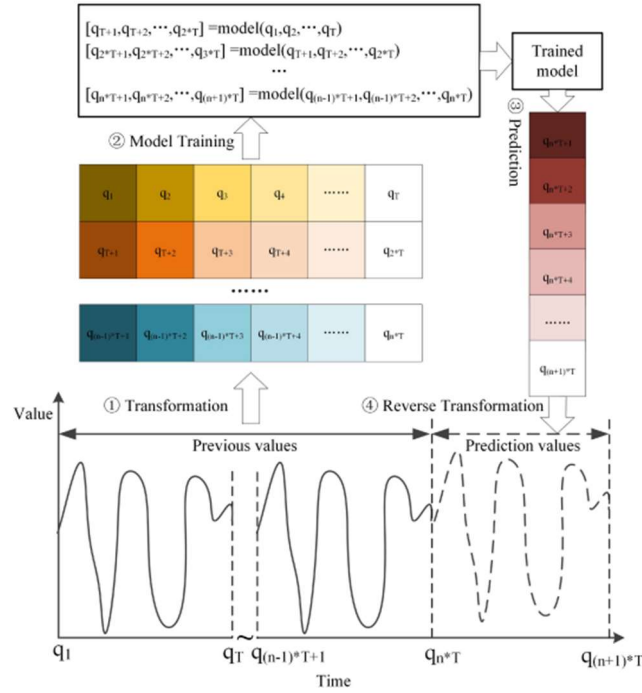 [qT+1,qT+2,⋯,q2*T] =model(q1,q2,⋯,qT)
[q2*T+1,q2*T+2,⋯,q3*T] =model(qT+1,qT+2,⋯,q2*T)
⋯
[qn*T+1,qn*T+2,⋯,q(n+1)*T] =model(q(n-1)*T+1,q(n-1)*T+2,⋯,qn*T)
Trained
model
② Model Training
③ Prediction
q1 q2 q3 q4 ⋯⋯ qT
qT+1 qT+2 qT+3 qT+4 ⋯⋯ q2*T
⋯⋯
q(n-1)*T+1 q(n-1)*T+2 q(n-1)*T+3 q(n-1)*T+4 ⋯⋯ qn*T
qn*T+1
qn*T+2
qn*T+3
qn*T+4
⋯⋯
q(n+1)*T
① Transformation
④ Reverse Transformation
Value
Previous values
Prediction values
q1 qT ~ q(n-1)*T+1 qn*T q(n+1)*T
Time